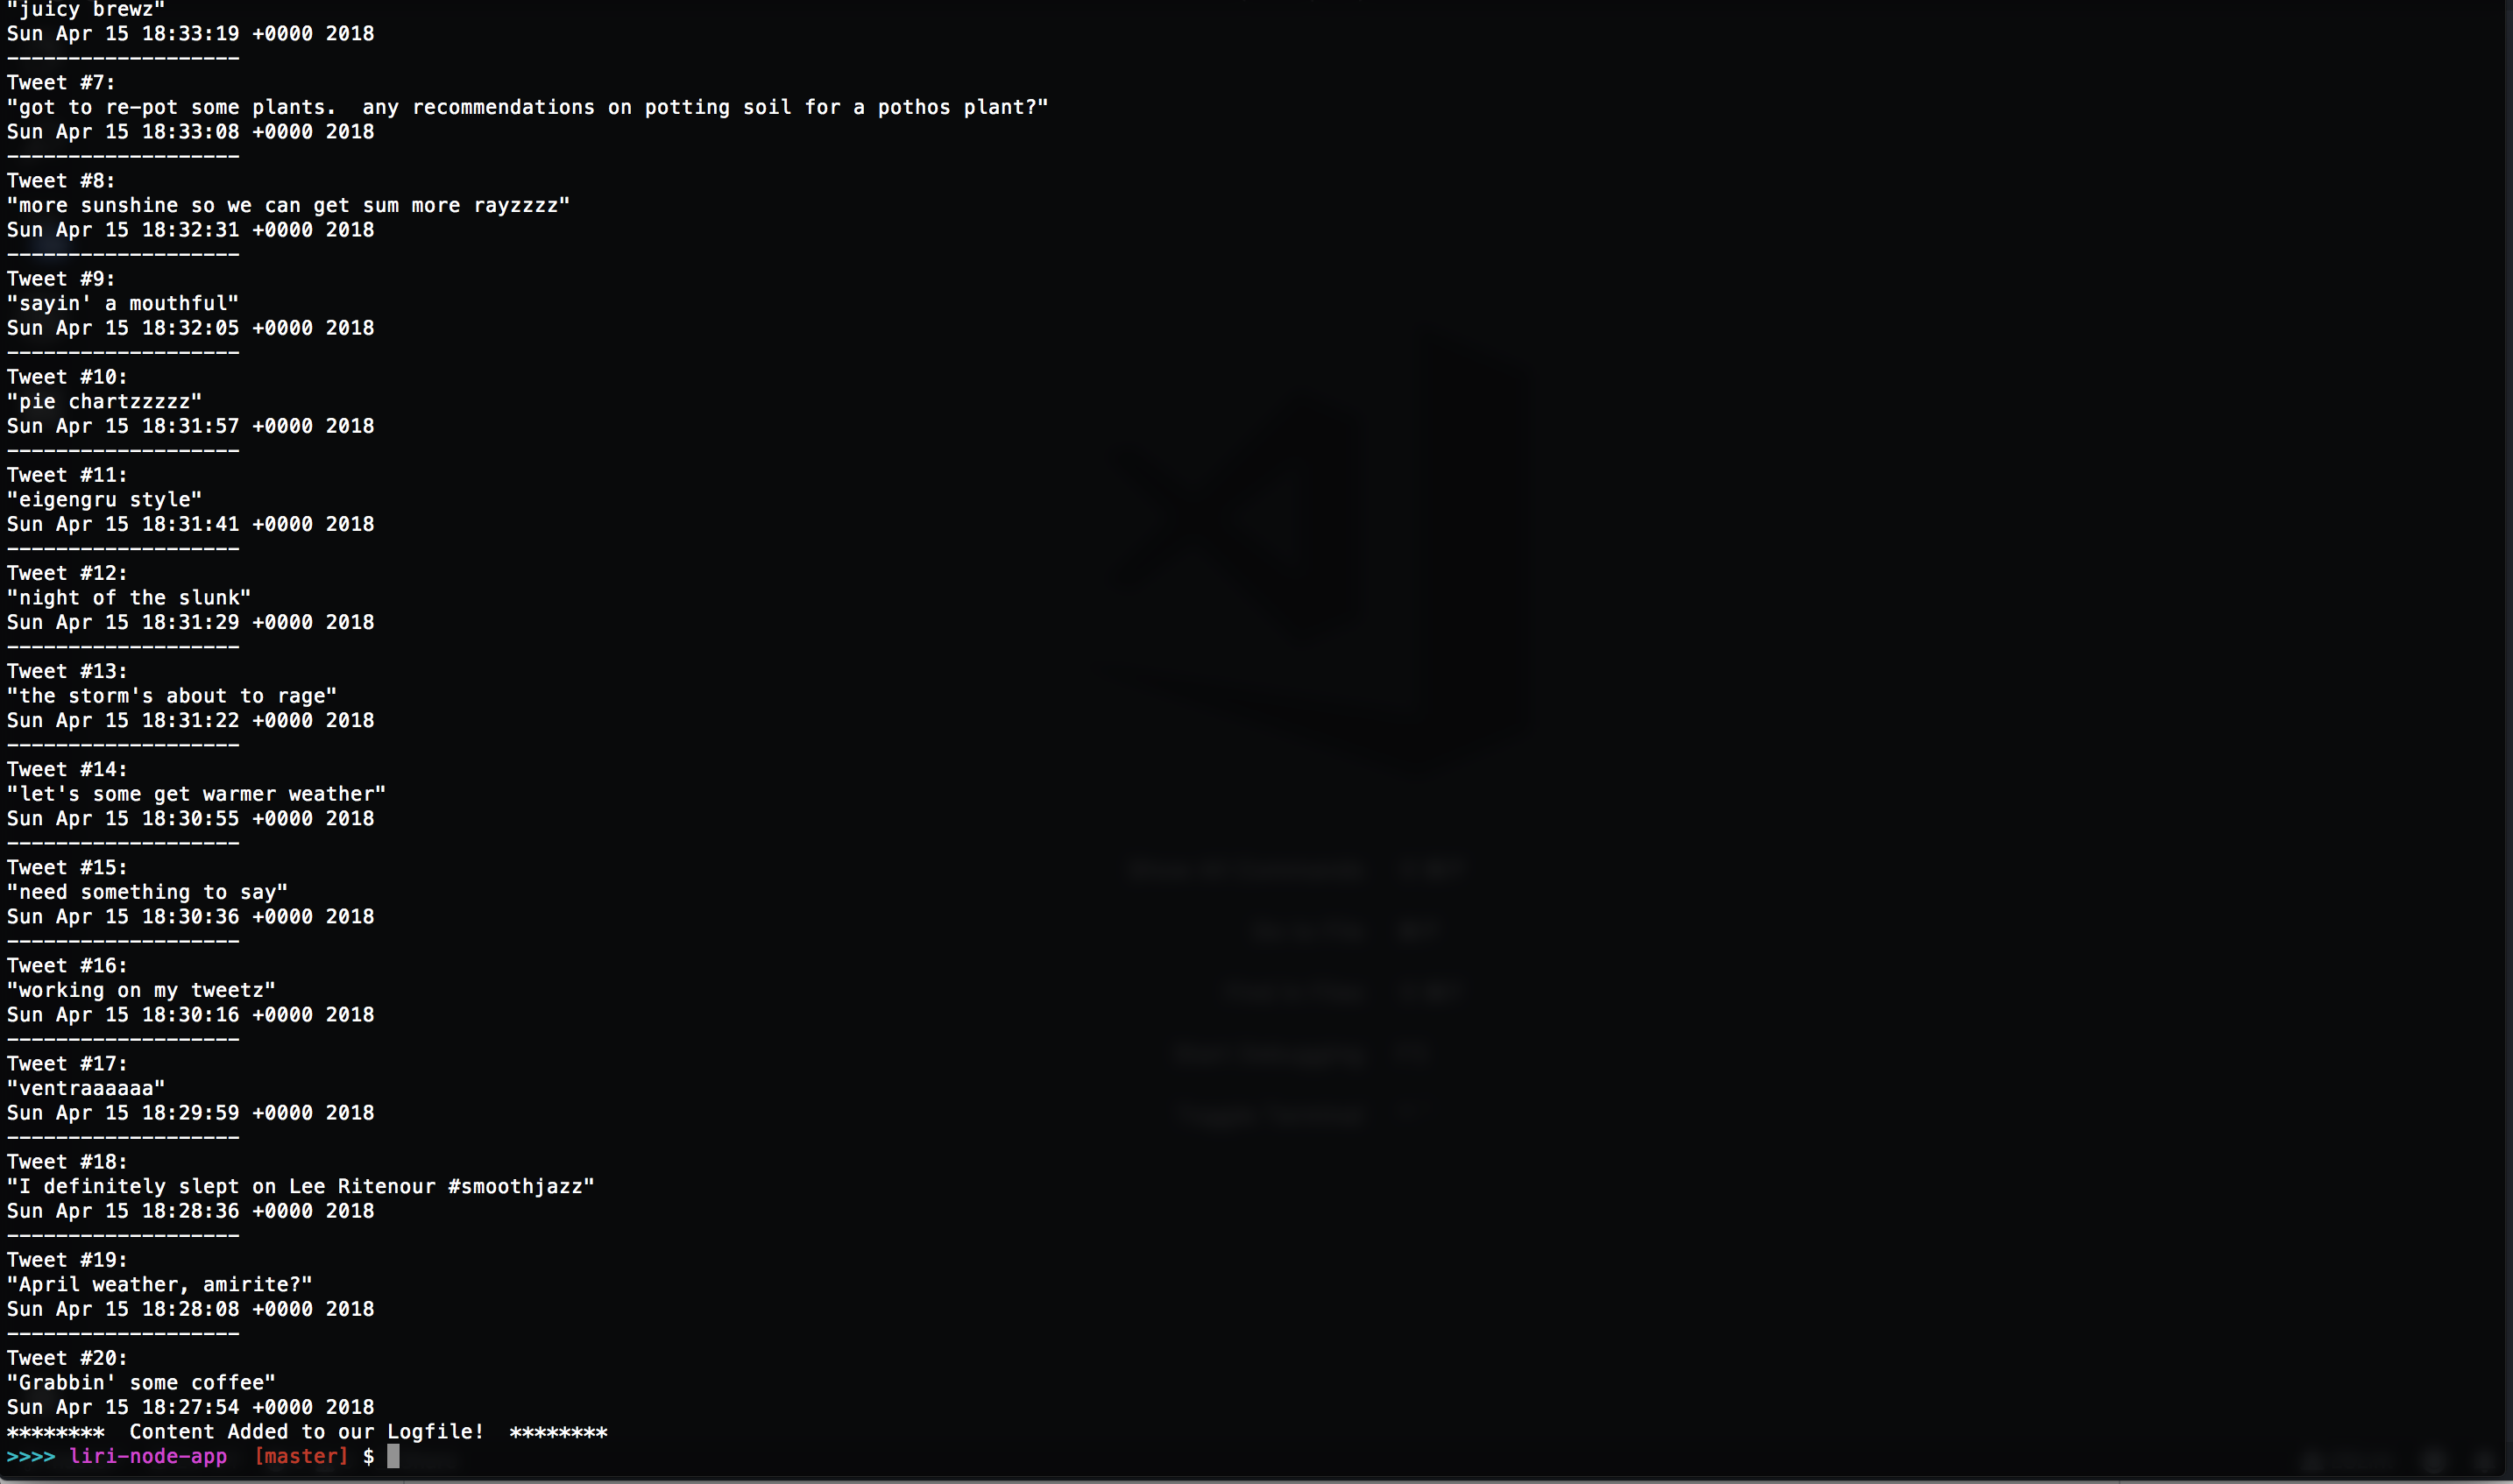 "juicy brewz"
Sun Apr 15 18:33:19 +0000 2018
-------------------
Tweet #7:
"got to re-pot some plants.  any recommendations on potting soil for a pothos plant?"
Sun Apr 15 18:33:08 +0000 2018
-------------------
Tweet #8:
"more sunshine so we can get sum more rayzzzz"
Sun Apr 15 18:32:31 +0000 2018
-------------------
Tweet #9:
"sayin' a mouthful"
Sun Apr 15 18:32:05 +0000 2018
-------------------
Tweet #10:
"pie chartzzzzz"
Sun Apr 15 18:31:57 +0000 2018
-------------------
Tweet #11:
"eigengru style"
Sun Apr 15 18:31:41 +0000 2018
-------------------
Tweet #12:
"night of the slunk"
Sun Apr 15 18:31:29 +0000 2018
-------------------
Tweet #13:
"the storm's about to rage"
Sun Apr 15 18:31:22 +0000 2018
-------------------
Tweet #14:
"let's some get warmer weather"
Sun Apr 15 18:30:55 +0000 2018
-------------------
Tweet #15:
"need something to say"
Sun Apr 15 18:30:36 +0000 2018
-------------------
Tweet #16:
"working on my tweetz"
Sun Apr 15 18:30:16 +0000 2018
-------------------
Tweet #17:
"ventraaaaaa"
Sun Apr 15 18:29:59 +0000 2018
-------------------
Tweet #18:
"I definitely slept on Lee Ritenour #smoothjazz"
Sun Apr 15 18:28:36 +0000 2018
-------------------
Tweet #19:
"April weather, amirite?"
Sun Apr 15 18:28:08 +0000 2018
-------------------
Tweet #20:
"Grabbin' some coffee"
Sun Apr 15 18:27:54 +0000 2018
********  Content Added to our Logfile!  ********
>>>> liri-node-app  [master] $